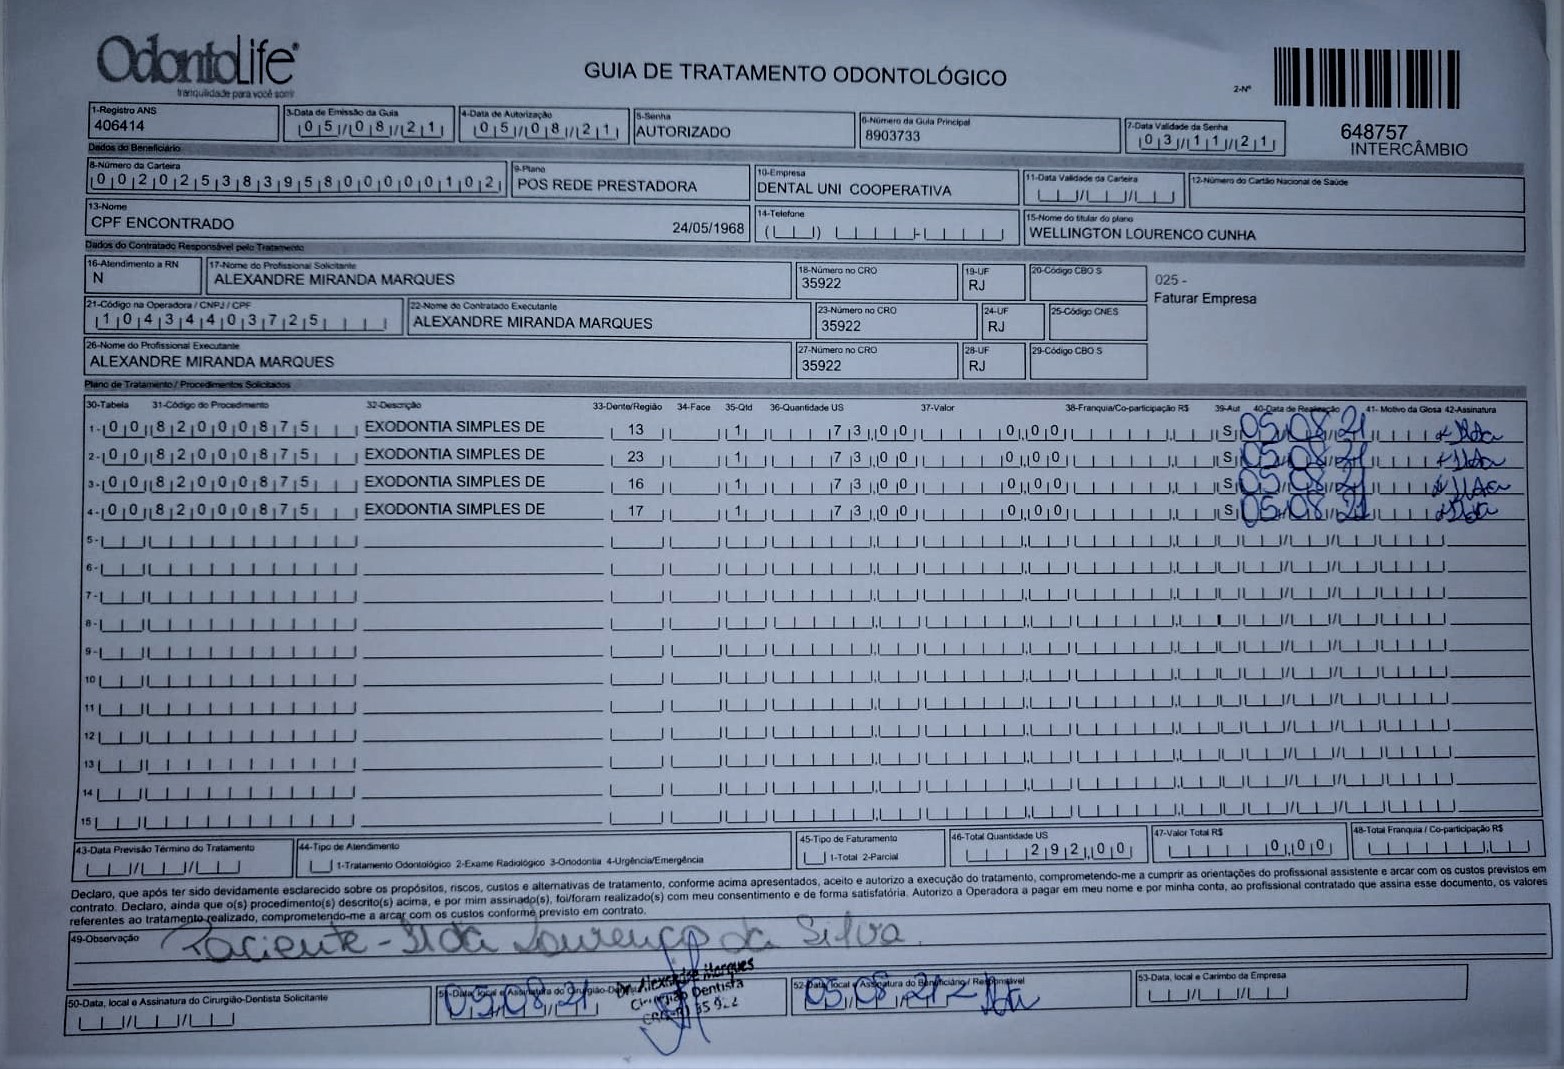 OdontoLife
tranquilidade para você sorrir
GUIA DE TRATAMENTO ODONTOLÓGICO
2-Nº
648757
INTERCÂMBIO
1-Registro ANS
406414
3-Data de Emissão da Guia
05/08/21
4-Data de Autorização
05/08/21
5-Senha
AUTORIZADO
6-Número da Guia Principal
8903733
7-Data Validade da Senha
03/11/21
Dados do Beneficiário
8-Número da Carteira
00202538395800000102
9-Plano
POS REDE PRESTADORA
10-Empresa
DENTAL UNI COOPERATIVA
11-Data Validade da Carteira
12-Número do Cartão Nacional de Saúde
13-Nome
CPF ENCONTRADO 24/05/1968
14-Telefone
15-Nome do titular do plano
WELLINGTON LOURENCO CUNHA
Dados do Contratado Responsável pelo Tratamento
16-Atendimento a RN
N
17-Nome do Profissional Solicitante
ALEXANDRE MIRANDA MARQUES
18-Número no CRO
35922
19-UF
RJ
20-Código CBO S
025 -
Faturar Empresa
21-Código na Operadora / CNPJ / CPF
10434403725
22-Nome do Contratado Executante
ALEXANDRE MIRANDA MARQUES
23-Número no CRO
35922
24-UF
RJ
25-Código CNES
26-Nome do Profissional Executante
ALEXANDRE MIRANDA MARQUES
27-Número no CRO
35922
28-UF
RJ
29-Código CBO S
Plano de Tratamento / Procedimentos Solicitados
30-Tabela 31-Código do Procedimento 32-Descrição 33-Dente/Região 34-Face 35-Qtd 36-Quantidade US 37-Valor 38-Franquia/Co-participação R$ 39-Aut 40-Data de Realização 41- Motivo da Glosa 42-Assinatura
1- 00 82000875 EXODONTIA SIMPLES DE 13 1 73,00 0,00 S 05/08/21
2- 00 82000875 EXODONTIA SIMPLES DE 23 1 73,00 0,00 S 05/08/21
3- 00 82000875 EXODONTIA SIMPLES DE 16 1 73,00 0,00 S 05/08/21
4- 00 82000875 EXODONTIA SIMPLES DE 17 1 73,00 0,00 S 05/08/21
5-
6-
7-
8-
9-
10
11
12
13
14
15
43-Data Previsão Término do Tratamento
44-Tipo de Atendimento
1-Tratamento Odontológico 2-Exame Radiológico 3-Ortodontia 4-Urgência/Emergência
45-Tipo de Faturamento
1-Total 2-Parcial
46-Total Quantidade US
292,00
47-Valor Total R$
0,00
48-Total Franquia / Co-participação R$
Declaro, que após ter sido devidamente esclarecido sobre os propósitos, riscos, custos e alternativas de tratamento, conforme acima apresentados, aceito e autorizo a execução do tratamento, comprometendo-me a cumprir as orientações do profissional assistente e arcar com os custos previstos em
contrato. Declaro, ainda que o(s) procedimento(s) descrito(s) acima, e por mim assinado(s), foi/foram realizado(s) com meu consentimento e de forma satisfatória. Autorizo a Operadora a pagar em meu nome e por minha conta, ao profissional contratado que assina esse documento, os valores
referentes ao tratamento realizado, comprometendo-me a arcar com os custos conforme previsto em contrato.
49-Observação
Paciente - Ilda Lourenço da Silva
50-Data, local e Assinatura do Cirurgião-Dentista Solicitante
51-Data, local e Assinatura do Cirurgião-
05/08/21
Dr. Alexandre Marques
Cirurgião Dentista
CRO-RJ 35922
52-Data, local e Assinatura do Beneficiário / Responsável
05/08/21
53-Data, local e Carimbo da Empresa